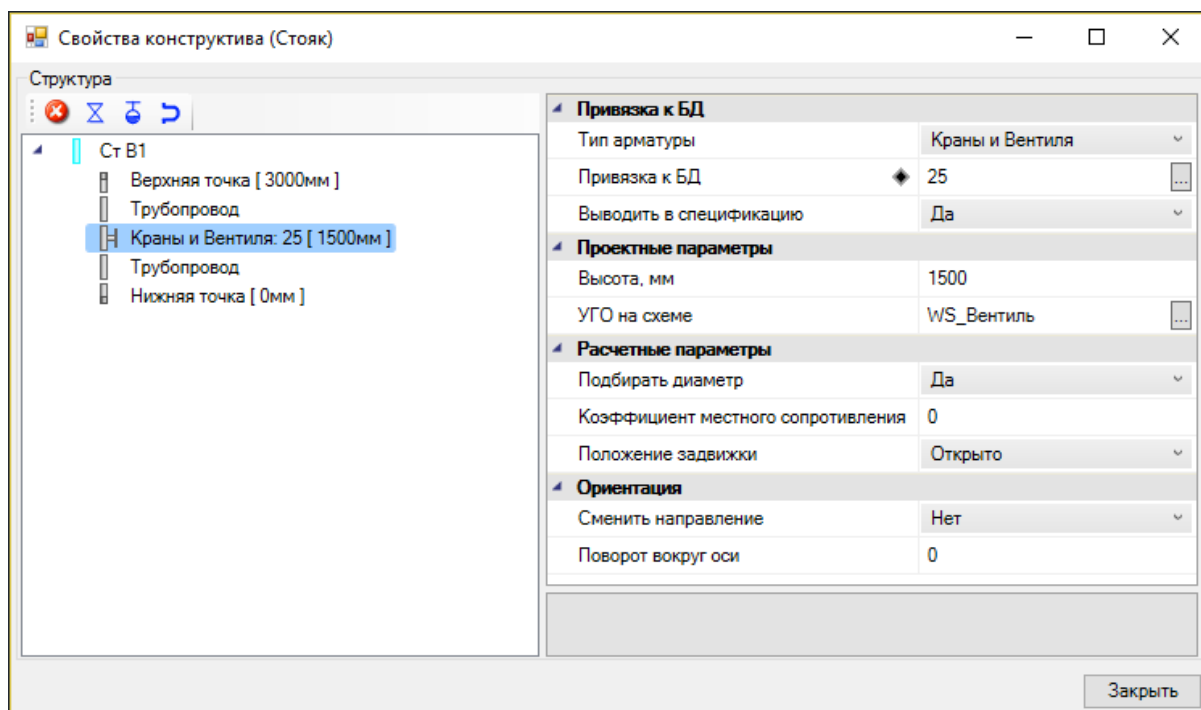 Свойства конструктива (Стояк)
Структура
Ст В1
Верхняя точка [ 3000мм ]
Трубопровод
Краны и Вентиля: 25 [ 1500мм ]
Трубопровод
Нижняя точка [ 0мм ]
Привязка к БД
Тип арматуры Краны и Вентиля
Привязка к БД 25 ...
Выводить в спецификацию Да
Проектные параметры
Высота, мм 1500
УГО на схеме WS_Вентиль ...
Расчетные параметры
Подбирать диаметр Да
Коэффициент местного сопротивления 0
Положение задвижки Открыто
Ориентация
Сменить направление Нет
Поворот вокруг оси 0
Закрыть